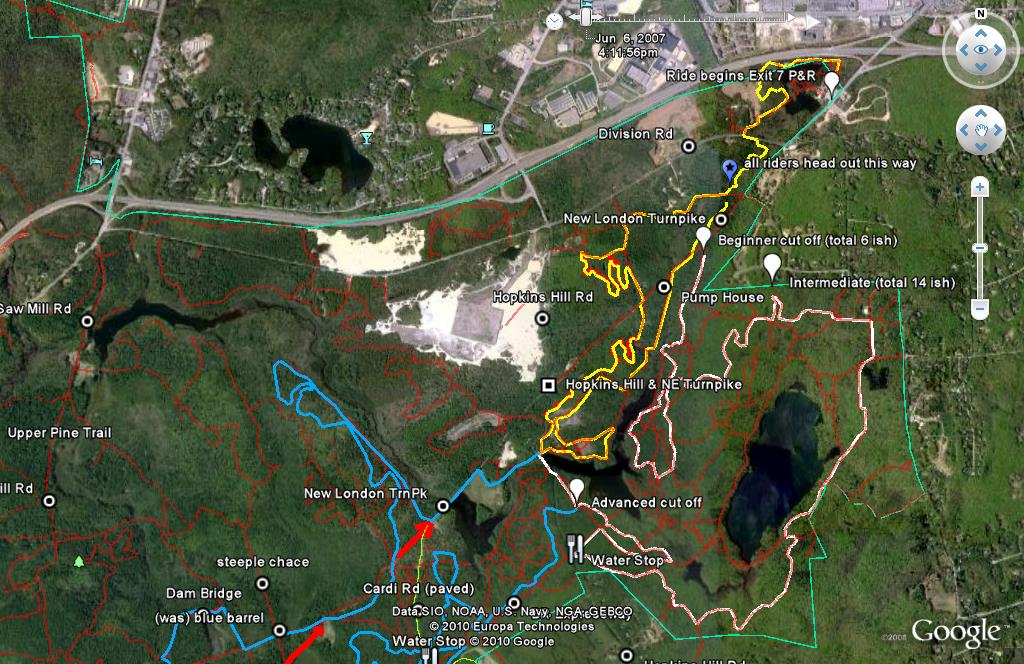 N
Jun 6, 2007
4:11:56pm
Ride begins Exit 7 P&R
Division Rd
all riders head out this way
New London Turnpike
Beginner cut off (total 6 ish)
Intermediate (total 14 ish)
Pump House
Hopkins Hill Rd
Saw Mill Rd
Hopkins Hill & NE Turnpike
Upper Pine Trail
ill Rd
New London TrnPk
Advanced cut off
steeple chace
Water Stop
Dam Bridge
Cardi Rd (paved)
(was) blue barrel
Data SIO, NOAA, U.S. Navy, NGA, GEBCO
© 2010 Europa Technologies
Water Stop © 2010 Google
©2008 Google™
Hopkins Hill Rd